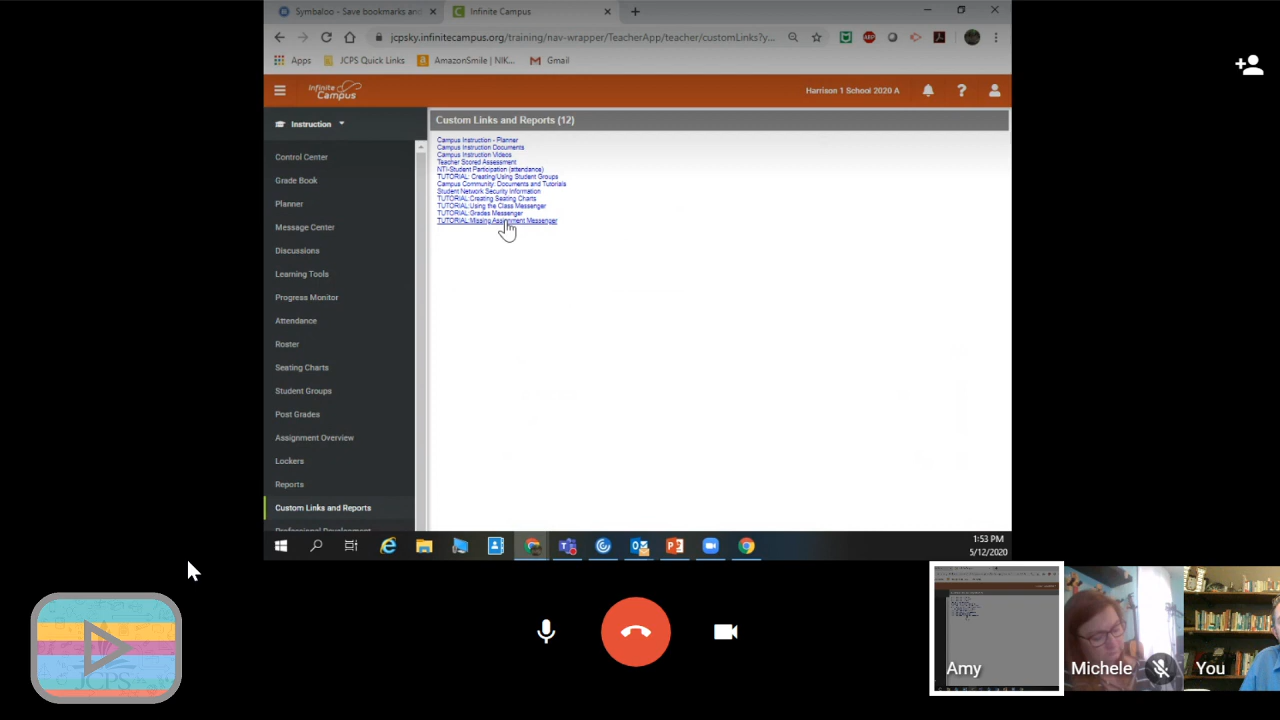 Symbaloo - Save bookmarks and
Infinite Campus
jcpsky.infinitecampus.org/training/nav-wrapper/TeacherApp/teacher/customLinks?y...
Apps
JCPS Quick Links
AmazonSmile | NIK...
Gmail
Infinite Campus
Harrison 1 School 2020 A
Instruction
Custom Links and Reports (12)
Campus Instruction - Planner
Campus Instruction Documents
Campus Instruction Videos
Teacher Scored Assessment
NTI-Student Participation (attendance)
TUTORIAL: Creating/Using Student Groups
Campus Community: Documents and Tutorials
Student Network Security Information
TUTORIAL:Creating Seating Charts
TUTORIAL:Using the Class Messenger
TUTORIAL:Grades Messenger
TUTORIAL:Missing Assignment Messenger
Control Center
Grade Book
Planner
Message Center
Discussions
Learning Tools
Progress Monitor
Attendance
Roster
Seating Charts
Student Groups
Post Grades
Assignment Overview
Lockers
Reports
Custom Links and Reports
Professional Development
1:53 PM
5/12/2020
JCPS
Amy
Michele
You